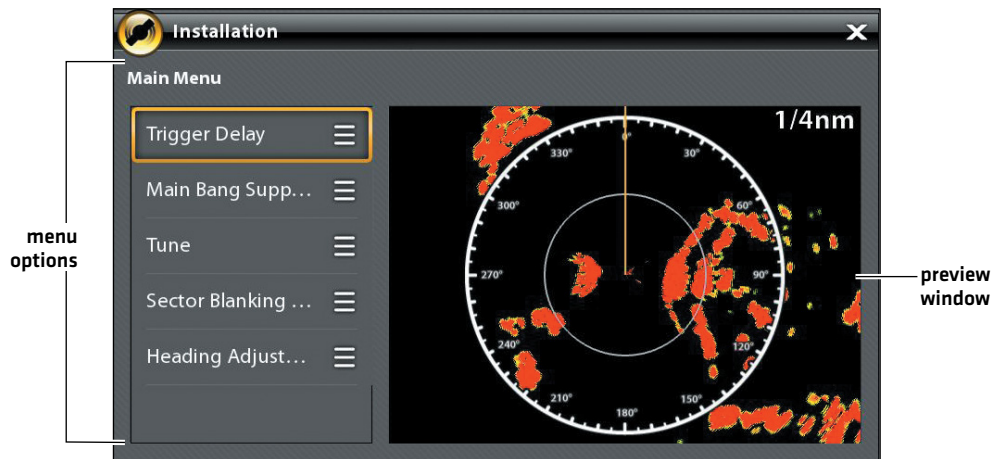 Installation
Main Menu
Trigger Delay
Main Bang Supp...
Tune
Sector Blanking ...
Heading Adjust...
1/4nm
0°
30°
60°
90°
120°
150°
180°
210°
240°
270°
300°
330°
menu
options
preview
window